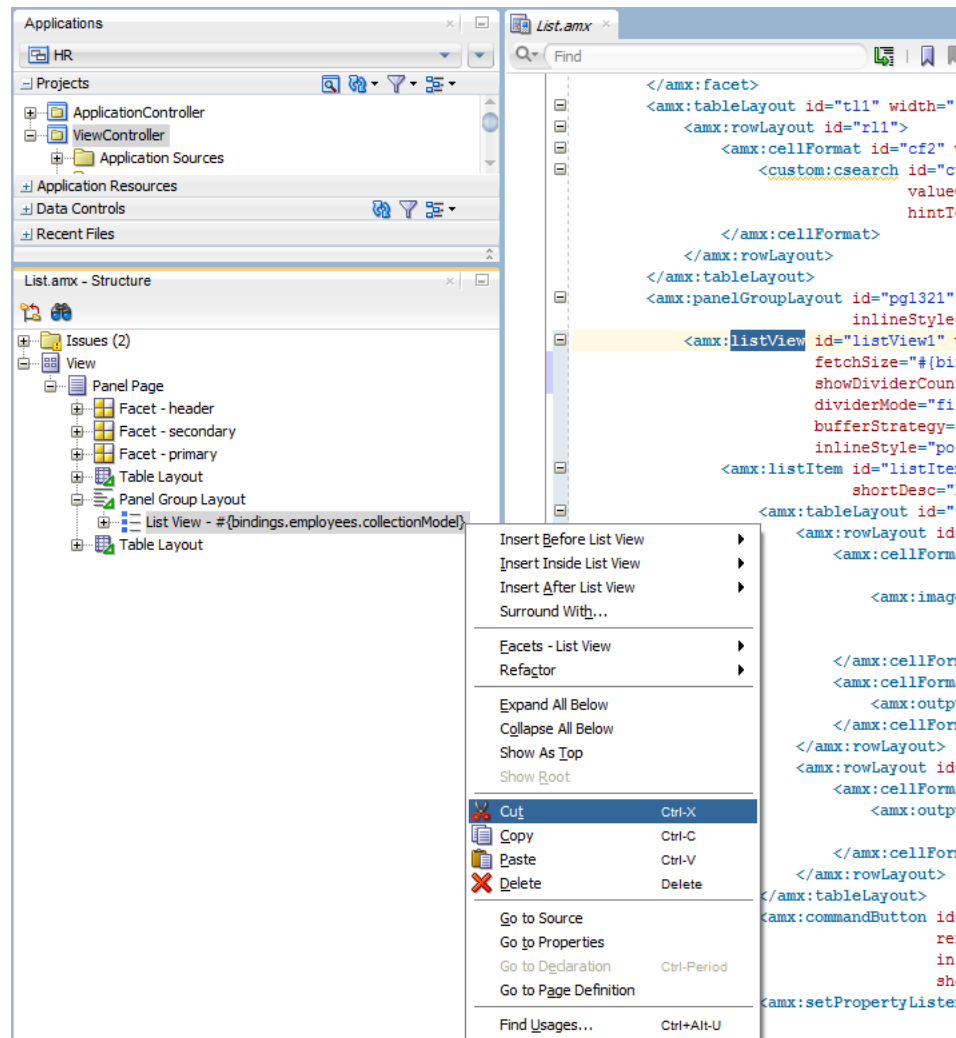 Applications
HR
Projects
ApplicationController
ViewController
Application Sources
Application Resources
Data Controls
Recent Files
List.amx - Structure
Issues (2)
View
Panel Page
Facet - header
Facet - secondary
Facet - primary
Table Layout
Panel Group Layout
List View - #{bindings.employees.collectionModel}
Table Layout
Insert Before List View
Insert Inside List View
Insert After List View
Surround With...
Facets - List View
Refactor
Expand All Below
Collapse All Below
Show As Top
Show Root
Cut Ctrl-X
Copy Ctrl-C
Paste Ctrl-V
Delete Delete
Go to Source
Go to Properties
Go to Declaration Ctrl-Period
Go to Page Definition
Find Usages... Ctrl+Alt-U
List.amx
Find
</amx:facet>
<amx:tableLayout id="tl1" width="
<amx:rowLayout id="rl1">
<amx:cellFormat id="cf2"
<custom:csearch id="c
value
hintT
</amx:cellFormat>
</amx:rowLayout>
</amx:tableLayout>
<amx:panelGroupLayout id="pgl321"
inlineStyle
<amx:listView id="listView1"
fetchSize="#{bi
showDividerCoun
dividerMode="fi
bufferStrategy=
inlineStyle="po
<amx:listItem id="listIte
shortDesc="
<amx:tableLayout id="
<amx:rowLayout id
<amx:cellForm
<amx:imag
</amx:cellFor
<amx:cellForm
<amx:outp
</amx:cellFor
</amx:rowLayout>
<amx:rowLayout id
<amx:cellForm
<amx:outp
</amx:cellFor
</amx:rowLayout>
</amx:tableLayout>
<amx:commandButton id
re
in
sh
<amx:setPropertyListe